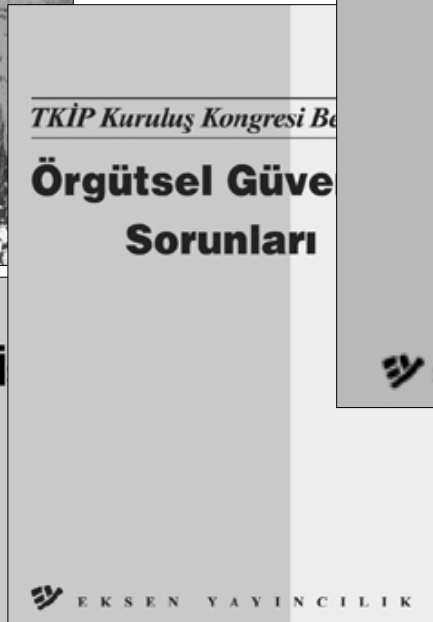 TKİP Kuruluş Kongresi Be
Örgütsel Güve
Sorunları
EKSEN YAYINCILIK